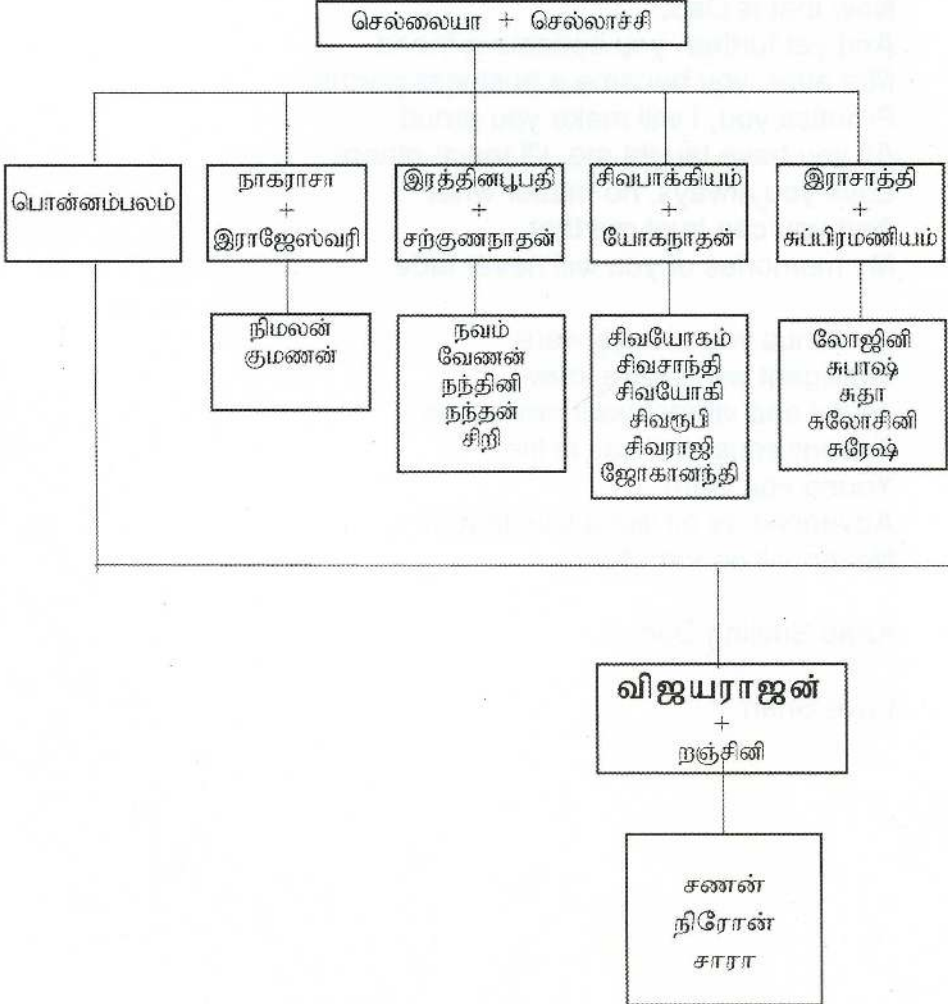 செல்லையா + செல்லாச்சி
பொன்னம்பலம்
நாகராசா
+
இராஜேஸ்வரி
இரத்தினபூபதி
+
சற்குணநாதன்
சிவபாக்கியம்
+
யோகநாதன்
இராசாத்தி
+
சுப்பிரமணியம்
நிமலன்
குமணன்
நவம்
வேணன்
நந்தினி
நந்தன்
சிறி
சிவயோகம்
சிவசாந்தி
சிவயோகி
சிவரூபி
சிவராஜி
ஜோகானந்தி
லோஜினி
சுபாஷ்
சுதா
சுலோசினி
சுரேஷ்
விஜயராஜன்
+
றஞ்சினி
சணன்
நிரோன்
சாரா